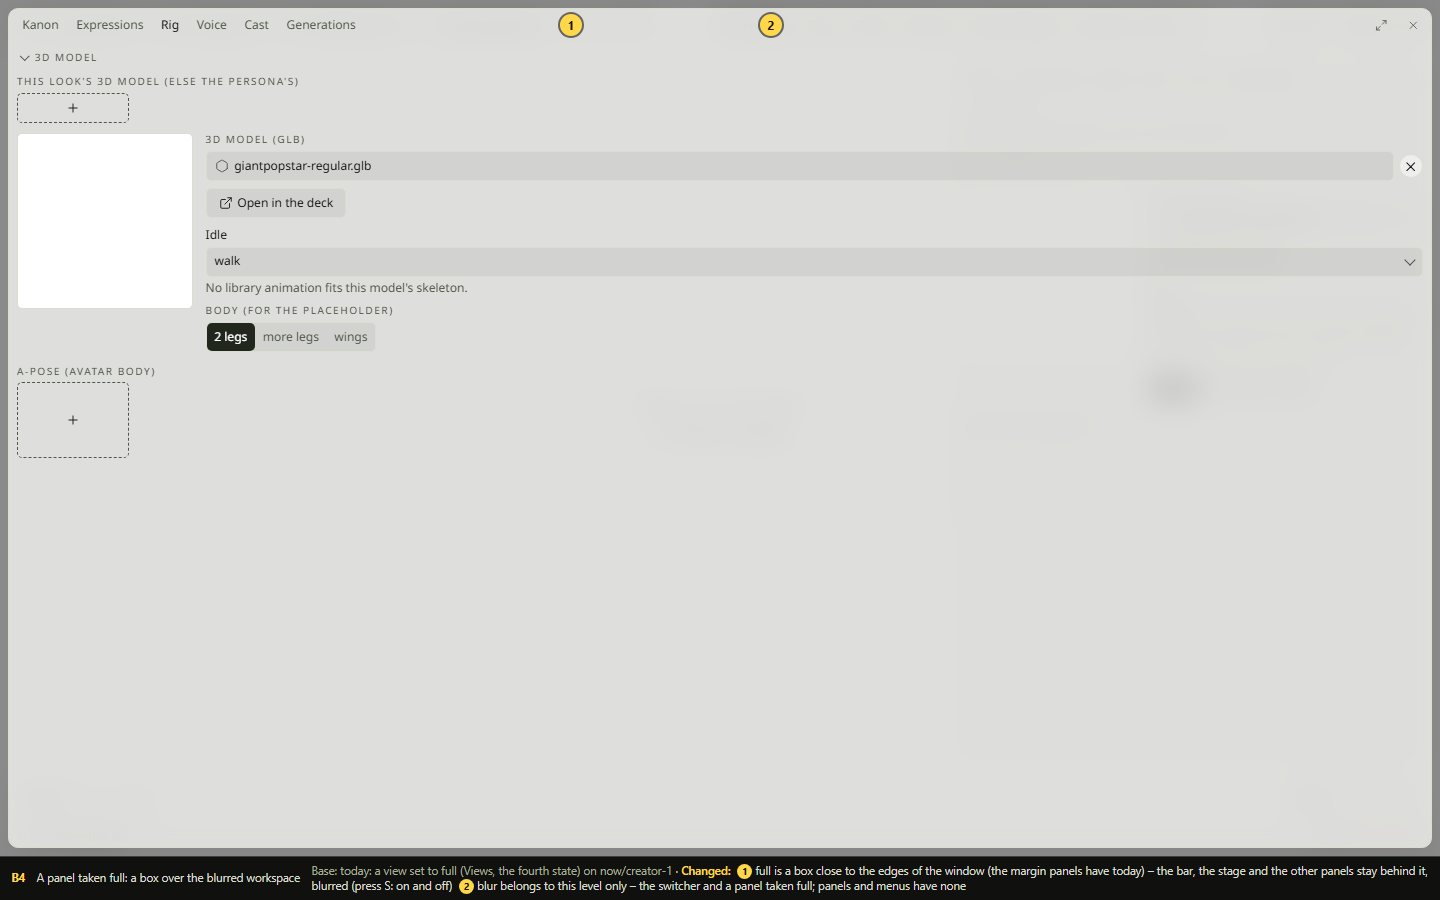 Kanon Expressions Rig Voice Cast Generations 1 2
3D MODEL
THIS LOOK'S 3D MODEL (ELSE THE PERSONA'S)
+
3D MODEL (GLB)
giantpopstar-regular.glb
Open in the deck
Idle
walk
No library animation fits this model's skeleton.
BODY (FOR THE PLACEHOLDER)
2 legs more legs wings
A-POSE (AVATAR BODY)
+
B4 A panel taken full: a box over the blurred workspace
Base: today: a view set to full (Views, the fourth state) on now/creator-1 · Changed: 1 full is a box close to the edges of the window (the margin panels have today) – the bar, the stage and the other panels stay behind it,
blurred (press S: on and off) 2 blur belongs to this level only – the switcher and a panel taken full; panels and menus have none